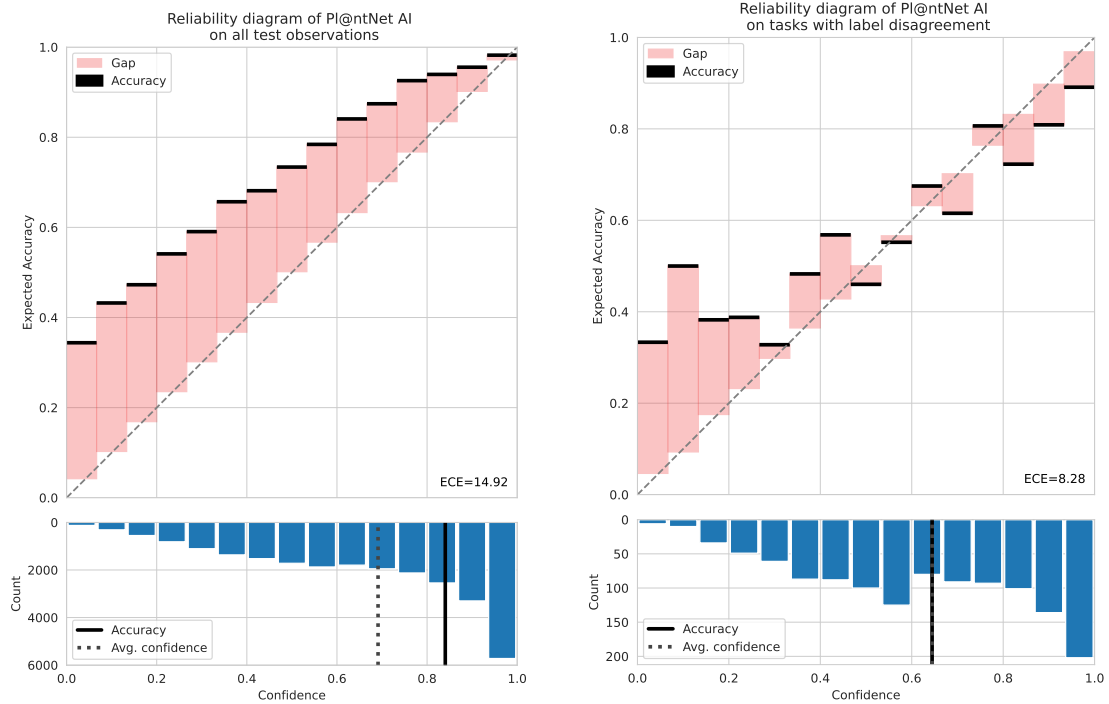 Reliability diagram of Pl@ntNet AI
on all test observations
1.0
0.8
0.6
0.4
0.2
0.0
Expected Accuracy
Gap
Accuracy
ECE=14.92
0
2000
4000
6000
Count
Accuracy
Avg. confidence
0.0 0.2 0.4 0.6 0.8 1.0
Confidence
Reliability diagram of Pl@ntNet AI
on tasks with label disagreement
1.0
0.8
0.6
0.4
0.2
0.0
Expected Accuracy
Gap
Accuracy
ECE=8.28
0
50
100
150
200
Count
Accuracy
Avg. confidence
0.0 0.2 0.4 0.6 0.8 1.0
Confidence